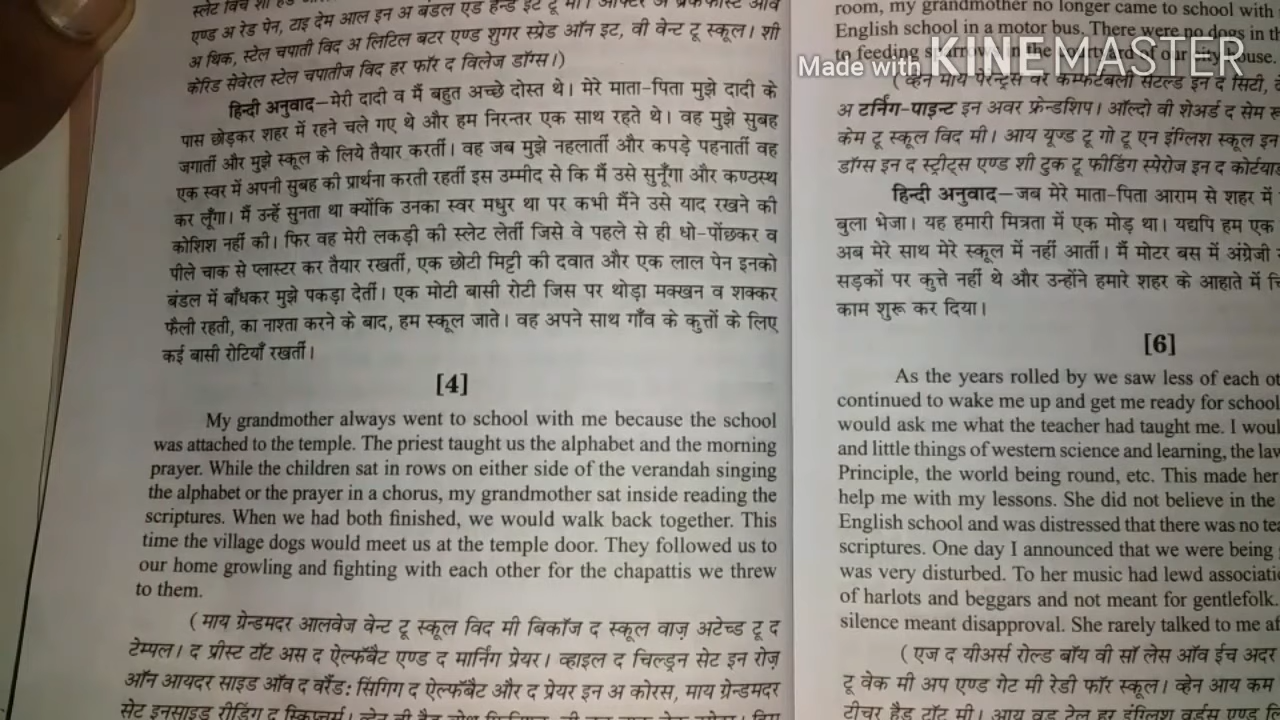 स्लेट विच शी हैड
एण्ड अ रेड पेन, टाइ देम आल इन अ बंडल एंड हैन्ड इट टू मी। आफ्टर अ ब्रेकफास्ट ऑव
अ थिक, स्टेल चपाती विद अ लिटिल बटर एण्ड शुगर स्प्रेड ऑन इट, वी वेन्ट टू स्कूल। शी
कॅरिड सेवेरल स्टेल चपातीज विद हर फॉर द विलेज डॉग्स।)
हिन्दी अनुवाद–मेरी दादी व मैं बहुत अच्छे दोस्त थे। मेरे माता-पिता मुझे दादी के
पास छोड़कर शहर में रहने चले गए थे और हम निरन्तर एक साथ रहते थे। वह मुझे सुबह
जगातीं और मुझे स्कूल के लिये तैयार करतीं। वह जब मुझे नहलातीं और कपड़े पहनातीं वह
एक स्वर में अपनी सुबह की प्रार्थना करती रहतीं इस उम्मीद से कि मैं उसे सुनूँगा और कण्ठस्थ
कर लूँगा। मैं उन्हें सुनता था क्योंकि उनका स्वर मधुर था पर कभी मैंने उसे याद रखने की
कोशिश नहीं की। फिर वह मेरी लकड़ी की स्लेट लेतीं जिसे वे पहले से ही धो-पोंछकर व
पीले चाक से प्लास्टर कर तैयार रखतीं, एक छोटी मिट्टी की दवात और एक लाल पेन इनको
बंडल में बाँधकर मुझे पकड़ा देतीं। एक मोटी बासी रोटी जिस पर थोड़ा मक्खन व शक्कर
फैली रहती, का नाश्ता करने के बाद, हम स्कूल जाते। वह अपने साथ गाँव के कुत्तों के लिए
कई बासी रोटियाँ रखतीं।
[4]
My grandmother always went to school with me because the school
was attached to the temple. The priest taught us the alphabet and the morning
prayer. While the children sat in rows on either side of the verandah singing
the alphabet or the prayer in a chorus, my grandmother sat inside reading the
scriptures. When we had both finished, we would walk back together. This
time the village dogs would meet us at the temple door. They followed us to
our home growling and fighting with each other for the chapattis we threw
to them.
(माय ग्रेन्डमदर आलवेज वेन्ट टू स्कूल विद मी बिकॉज द स्कूल वाज़ अटेच्ड टू द
टेम्पल। द प्रीस्ट टॉट अस द ऐल्फॅबैट एण्ड द मार्निंग प्रेयर। व्हाइल द चिल्ड्रन सेट इन रोज़
ऑन आयदर साइड ऑव द वरैंडः सिंगिग द ऐल्फॅबैट और द प्रेयर इन अ कोरस, माय ग्रेन्डमदर
सेट इनसाइड रीडिंग द स्क्रिप्चर्स।
room, my grandmother no longer came to school with
English school in a motor bus. There were no dogs in th
to feeding sparrows in the courtyard of our city house.
Made with KINEMASTER
(व्हेन माय पेरन्ट्स वर कम्फर्टबली सेटल्ड इन द सिटी,
अ टर्निंग-पाइन्ट इन अवर फ्रेन्डशिप। ऑल्दो वी शेअर्ड द सेम
केम टू स्कूल विद मी। आय यूज्ड टू गो टू एन इंग्लिश स्कूल इन
डॉग्स इन द स्ट्रीट्स एण्ड शी टुक टू फीडिंग स्पेरोज इन द कोर्टयार्ड
हिन्दी अनुवाद–जब मेरे माता-पिता आराम से शहर में
बुला भेजा। यह हमारी मित्रता में एक मोड़ था। यद्यपि हम एक
अब मेरे साथ मेरे स्कूल में नहीं आतीं। मैं मोटर बस में अंग्रेजी
सड़कों पर कुत्ते नहीं थे और उन्होंने हमारे शहर के आहाते में
काम शुरू कर दिया।
[6]
As the years rolled by we saw less of each ot
continued to wake me up and get me ready for school
would ask me what the teacher had taught me. I woul
and little things of western science and learning, the law
Principle, the world being round, etc. This made her
help me with my lessons. She did not believe in the
English school and was distressed that there was no tea
scriptures. One day I announced that we were being
was very disturbed. To her music had lewd associati
of harlots and beggars and not meant for gentlefolk.
silence meant disapproval. She rarely talked to me af
(एज द यीअर्स रोल्ड बॉय वी सॉ लेस ऑव ईच अदर
टू वेक मी अप एण्ड गेट मी रेडी फॉर स्कूल। व्हेन आय कम
टीचर हैड टॉट मी। आय वुड टेल हर इंग्लिश वर्ड्स एण्ड